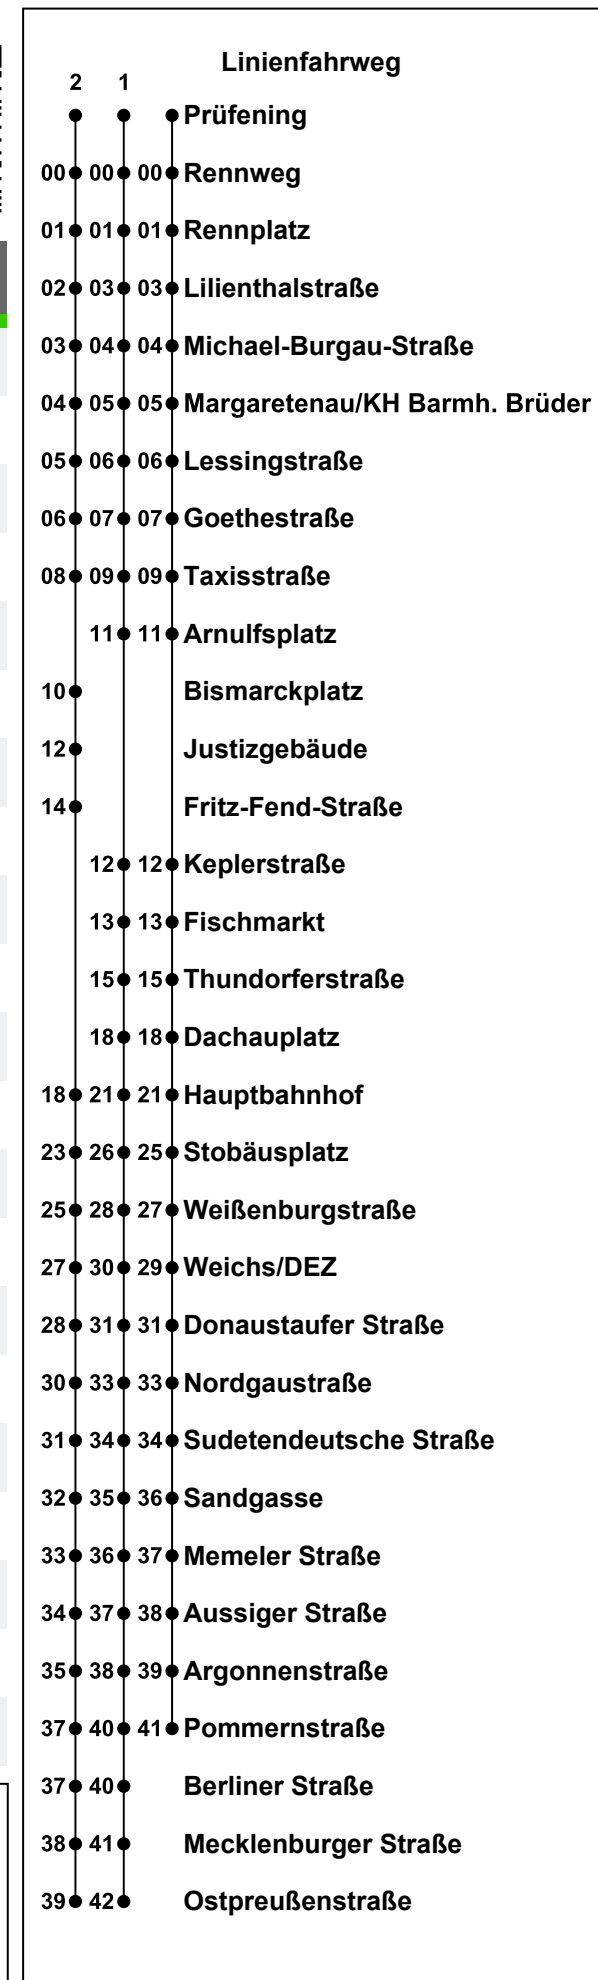 Linienfahrweg
2 1
Prüfening
00 00 00 Rennweg
01 01 01 Rennplatz
02 03 03 Lilienthalstraße
03 04 04 Michael-Burgau-Straße
04 05 05 Margaretenau/KH Barmh. Brüder
05 06 06 Lessingstraße
06 07 07 Goethestraße
08 09 09 Taxisstraße
11 11 Arnulfsplatz
10 Bismarckplatz
12 Justizgebäude
14 Fritz-Fend-Straße
12 12 Keplerstraße
13 13 Fischmarkt
15 15 Thundorferstraße
18 18 Dachauplatz
18 21 21 Hauptbahnhof
23 26 25 Stobäusplatz
25 28 27 Weißenburgstraße
27 30 29 Weichs/DEZ
28 31 31 Donaustaufer Straße
30 33 33 Nordgaustraße
31 34 34 Sudetendeutsche Straße
32 35 36 Sandgasse
33 36 37 Memeler Straße
34 37 38 Aussiger Straße
35 38 39 Argonnenstraße
37 40 41 Pommernstraße
37 40 Berliner Straße
38 41 Mecklenburger Straße
39 42 Ostpreußenstraße